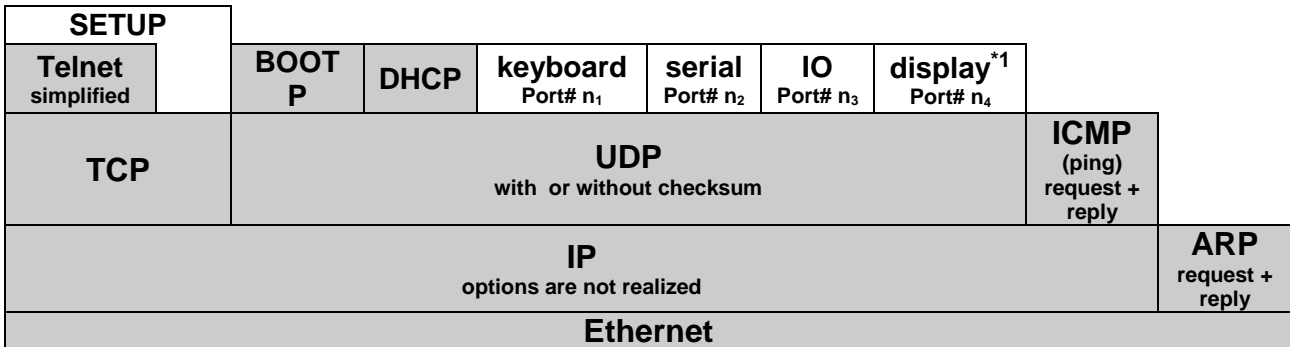 SETUP
Telnet
simplified
BOOT
P
DHCP
keyboard
Port# n₁
serial
Port# n₂
IO
Port# n₃
display*1
Port# n₄
TCP
UDP
with or without checksum
ICMP
(ping)
request +
reply
IP
options are not realized
ARP
request +
reply
Ethernet